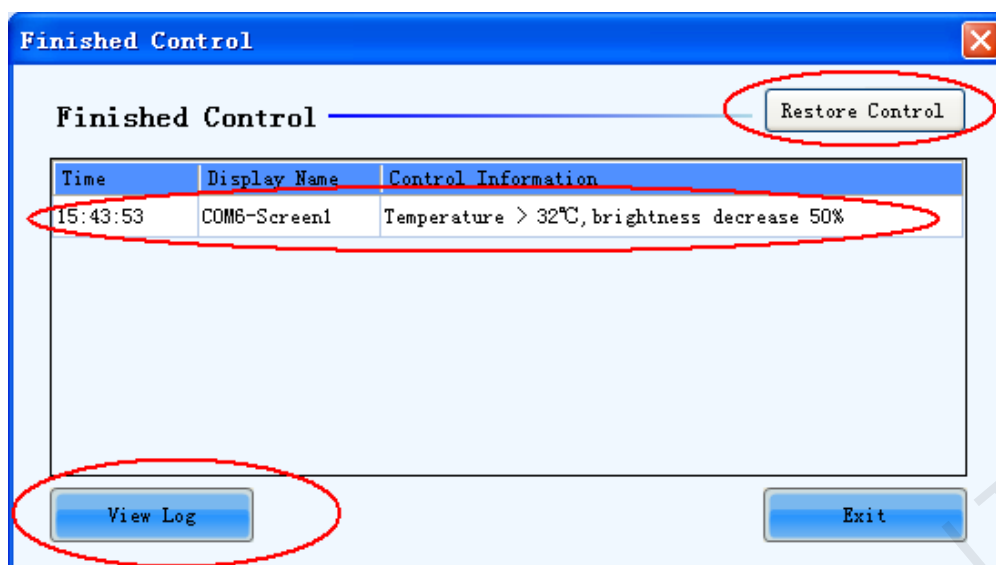 Finished Control
Finished Control
Restore Control
Time Display Name Control Information
15:43:53 COM6-Screen1 Temperature > 32℃, brightness decrease 50%
View Log
Exit